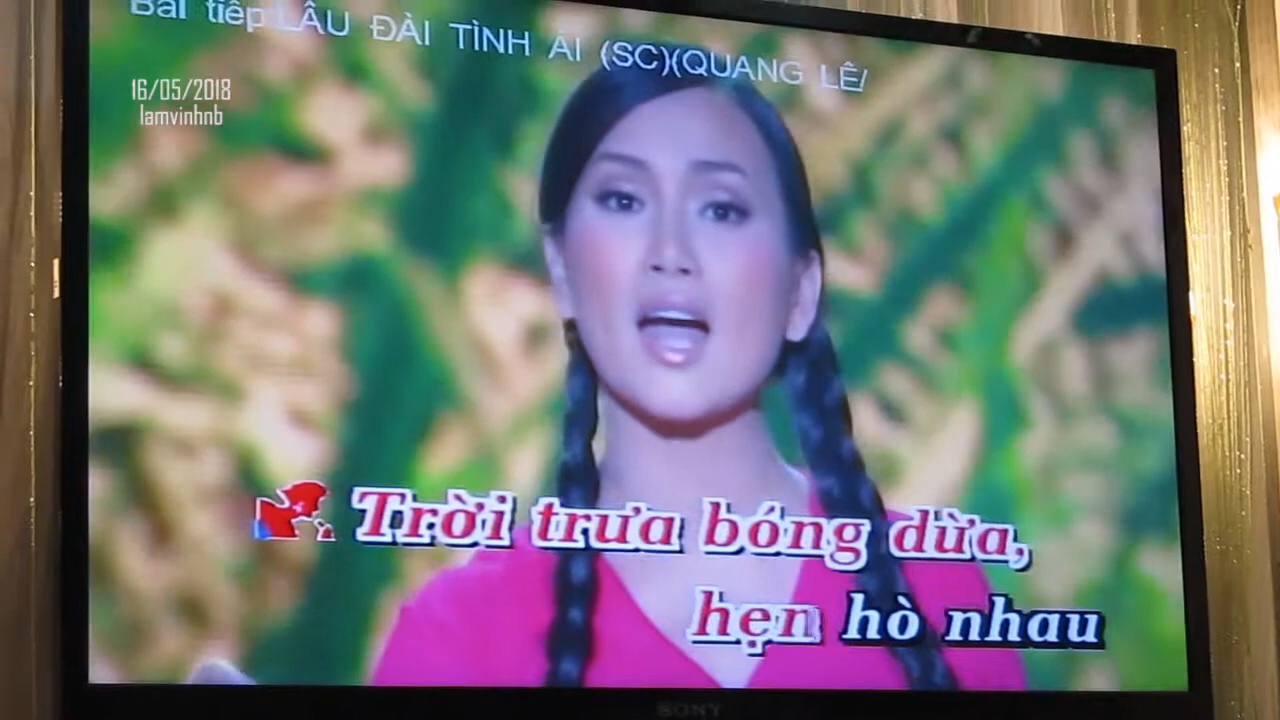 Bài tiếp LÂU ĐÀI TÌNH ÁI (SC)(QUANG LÊ/
16/05/2018
lamvinhnb
Trời trưa bóng dừa,
hẹn hò nhau
SONY